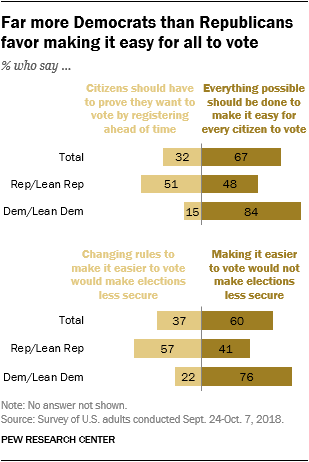 Far more Democrats than Republicans
favor making it easy for all to vote
% who say ...
Citizens should have
to prove they want to
vote by registering
ahead of time
Everything possible
should be done to
make it easy for
every citizen to vote
Total 32 67
Rep/Lean Rep 51 48
Dem/Lean Dem 15 84
Changing rules to
make it easier to vote
would make elections
less secure
Making it easier
to vote would not
make elections
less secure
Total 37 60
Rep/Lean Rep 57 41
Dem/Lean Dem 22 76
Note: No answer not shown.
Source: Survey of U.S. adults conducted Sept. 24-Oct. 7, 2018.
PEW RESEARCH CENTER